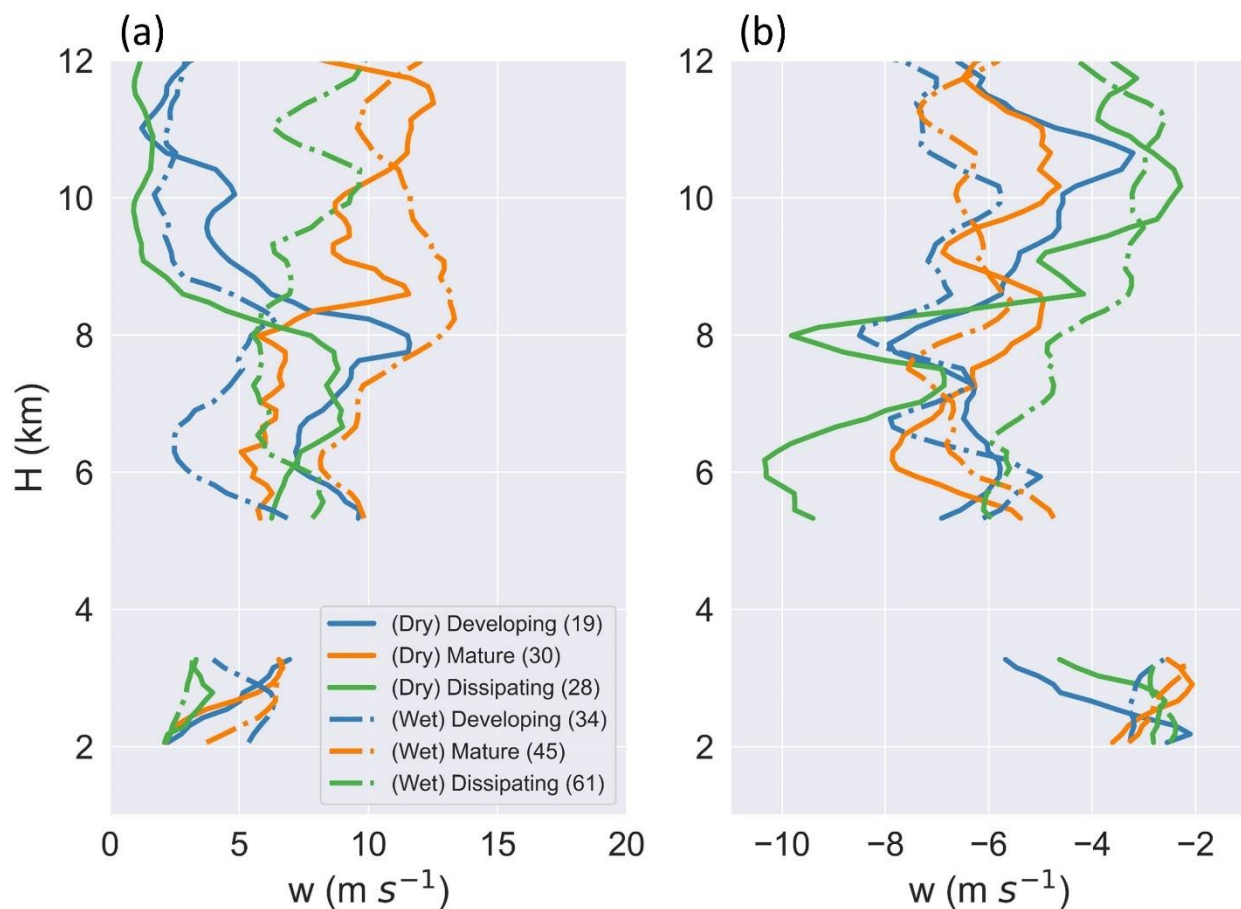 (a)
(b)
12
10
8
6
4
2
H (km)
(Dry) Developing (19)
(Dry) Mature (30)
(Dry) Dissipating (28)
(Wet) Developing (34)
(Wet) Mature (45)
(Wet) Dissipating (61)
0 5 10 15 20
w (m s⁻¹)
12
10
8
6
4
2
−10 −8 −6 −4 −2
w (m s⁻¹)